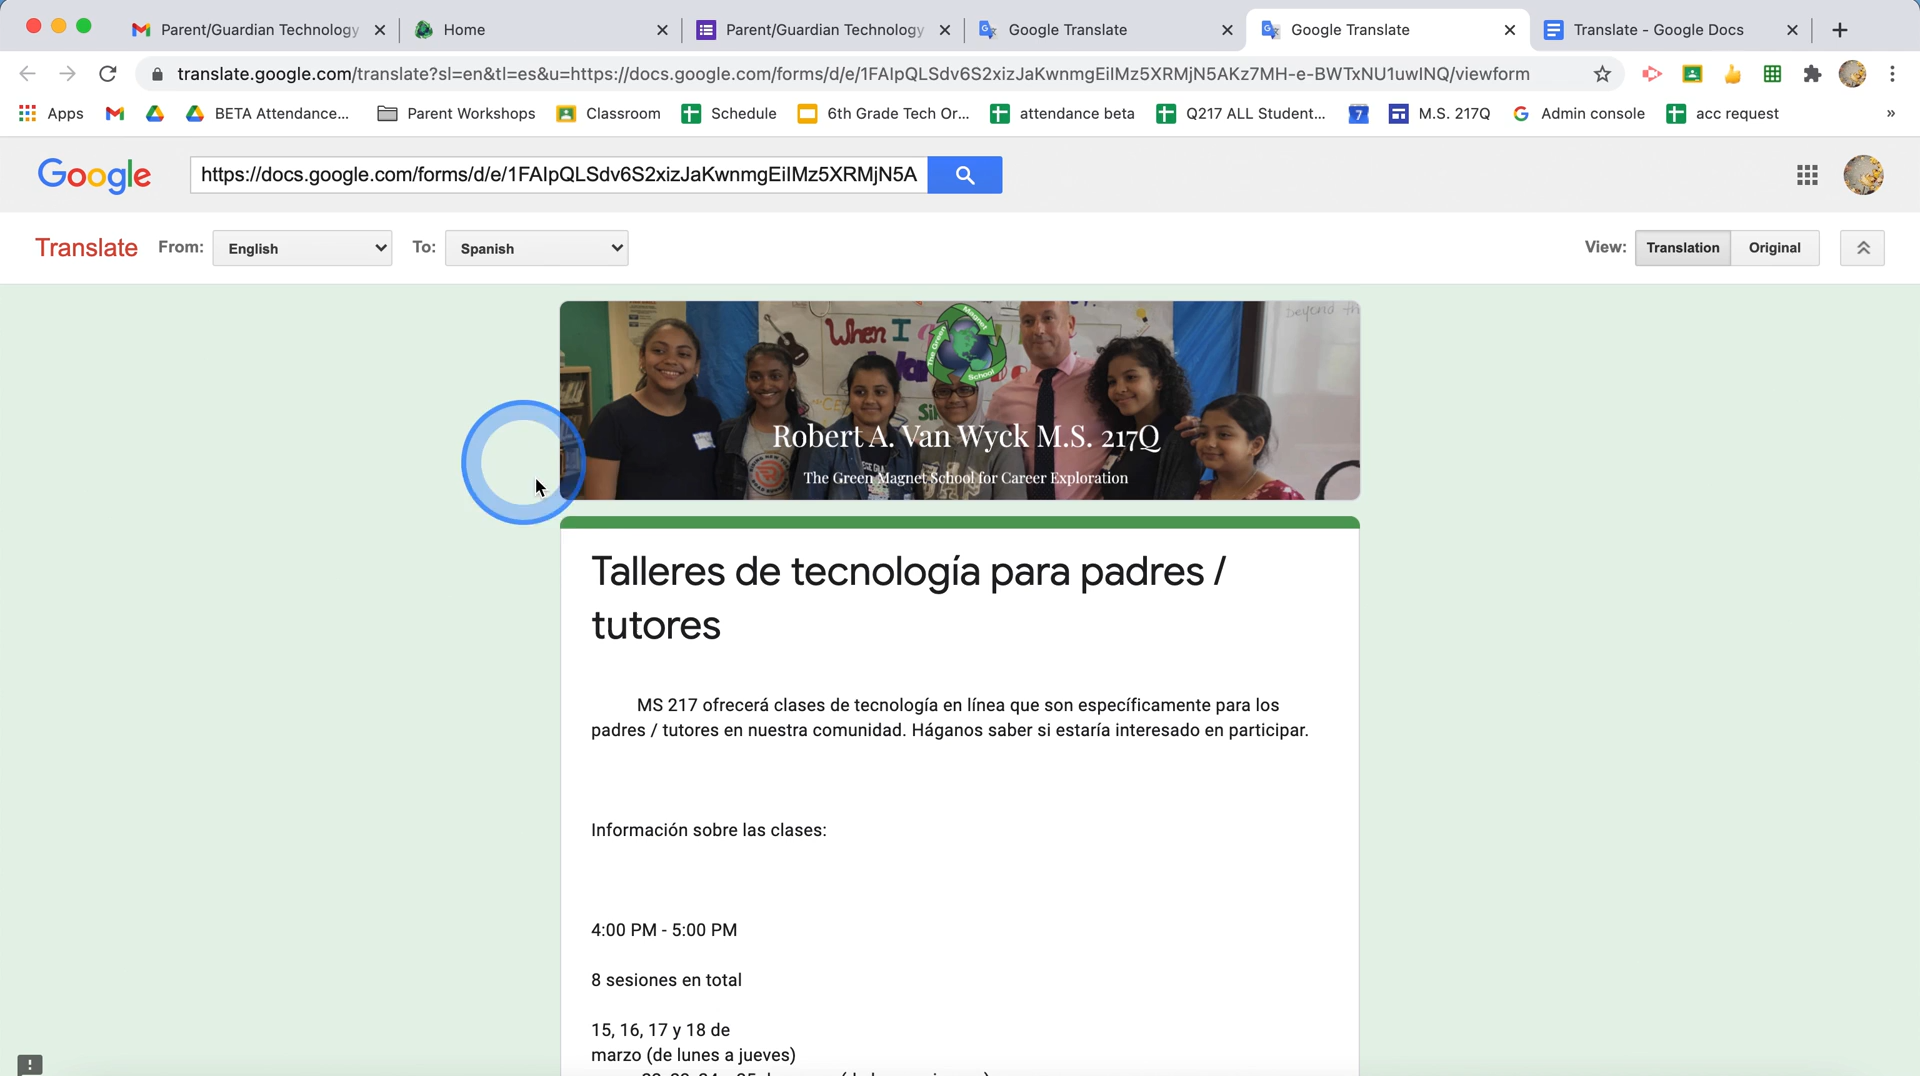 Parent/Guardian Technology
Home
Parent/Guardian Technology
Google Translate
Google Translate
Translate - Google Docs
translate.google.com/translate?sl=en&tl=es&u=https://docs.google.com/forms/d/e/1FAIpQLSdv6S2xizJaKwnmgEilMz5XRMjN5AKz7MH-e-BWTxNU1uwINQ/viewform
Apps
BETA Attendance...
Parent Workshops
Classroom
Schedule
6th Grade Tech Or...
attendance beta
Q217 ALL Student...
7
M.S. 217Q
Admin console
acc request
»
Google
https://docs.google.com/forms/d/e/1FAIpQLSdv6S2xizJaKwnmgEilMz5XRMjN5A
Translate From: English To: Spanish
View: Translation Original
When I
The Green Magnet School
Robert A. Van Wyck M.S. 217Q
The Green Magnet School for Career Exploration
Talleres de tecnología para padres /
tutores
MS 217 ofrecerá clases de tecnología en línea que son específicamente para los
padres / tutores en nuestra comunidad. Háganos saber si estaría interesado en participar.
Información sobre las clases:
4:00 PM - 5:00 PM
8 sesiones en total
15, 16, 17 y 18 de
marzo (de lunes a jueves)